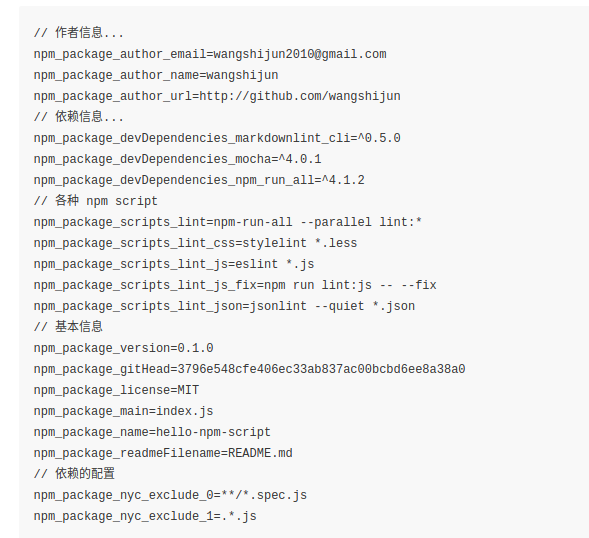 // 作者信息...
npm_package_author_email=wangshijun2010@gmail.com
npm_package_author_name=wangshijun
npm_package_author_url=http://github.com/wangshijun
// 依赖信息...
npm_package_devDependencies_markdownlint_cli=^0.5.0
npm_package_devDependencies_mocha=^4.0.1
npm_package_devDependencies_npm_run_all=^4.1.2
// 各种 npm script
npm_package_scripts_lint=npm-run-all --parallel lint:*
npm_package_scripts_lint_css=stylelint *.less
npm_package_scripts_lint_js=eslint *.js
npm_package_scripts_lint_js_fix=npm run lint:js -- --fix
npm_package_scripts_lint_json=jsonlint --quiet *.json
// 基本信息
npm_package_version=0.1.0
npm_package_gitHead=3796e548cfe406ec33ab837ac00bcbd6ee8a38a0
npm_package_license=MIT
npm_package_main=index.js
npm_package_name=hello-npm-script
npm_package_readmeFilename=README.md
// 依赖的配置
npm_package_nyc_exclude_0=**/*.spec.js
npm_package_nyc_exclude_1=.*.js